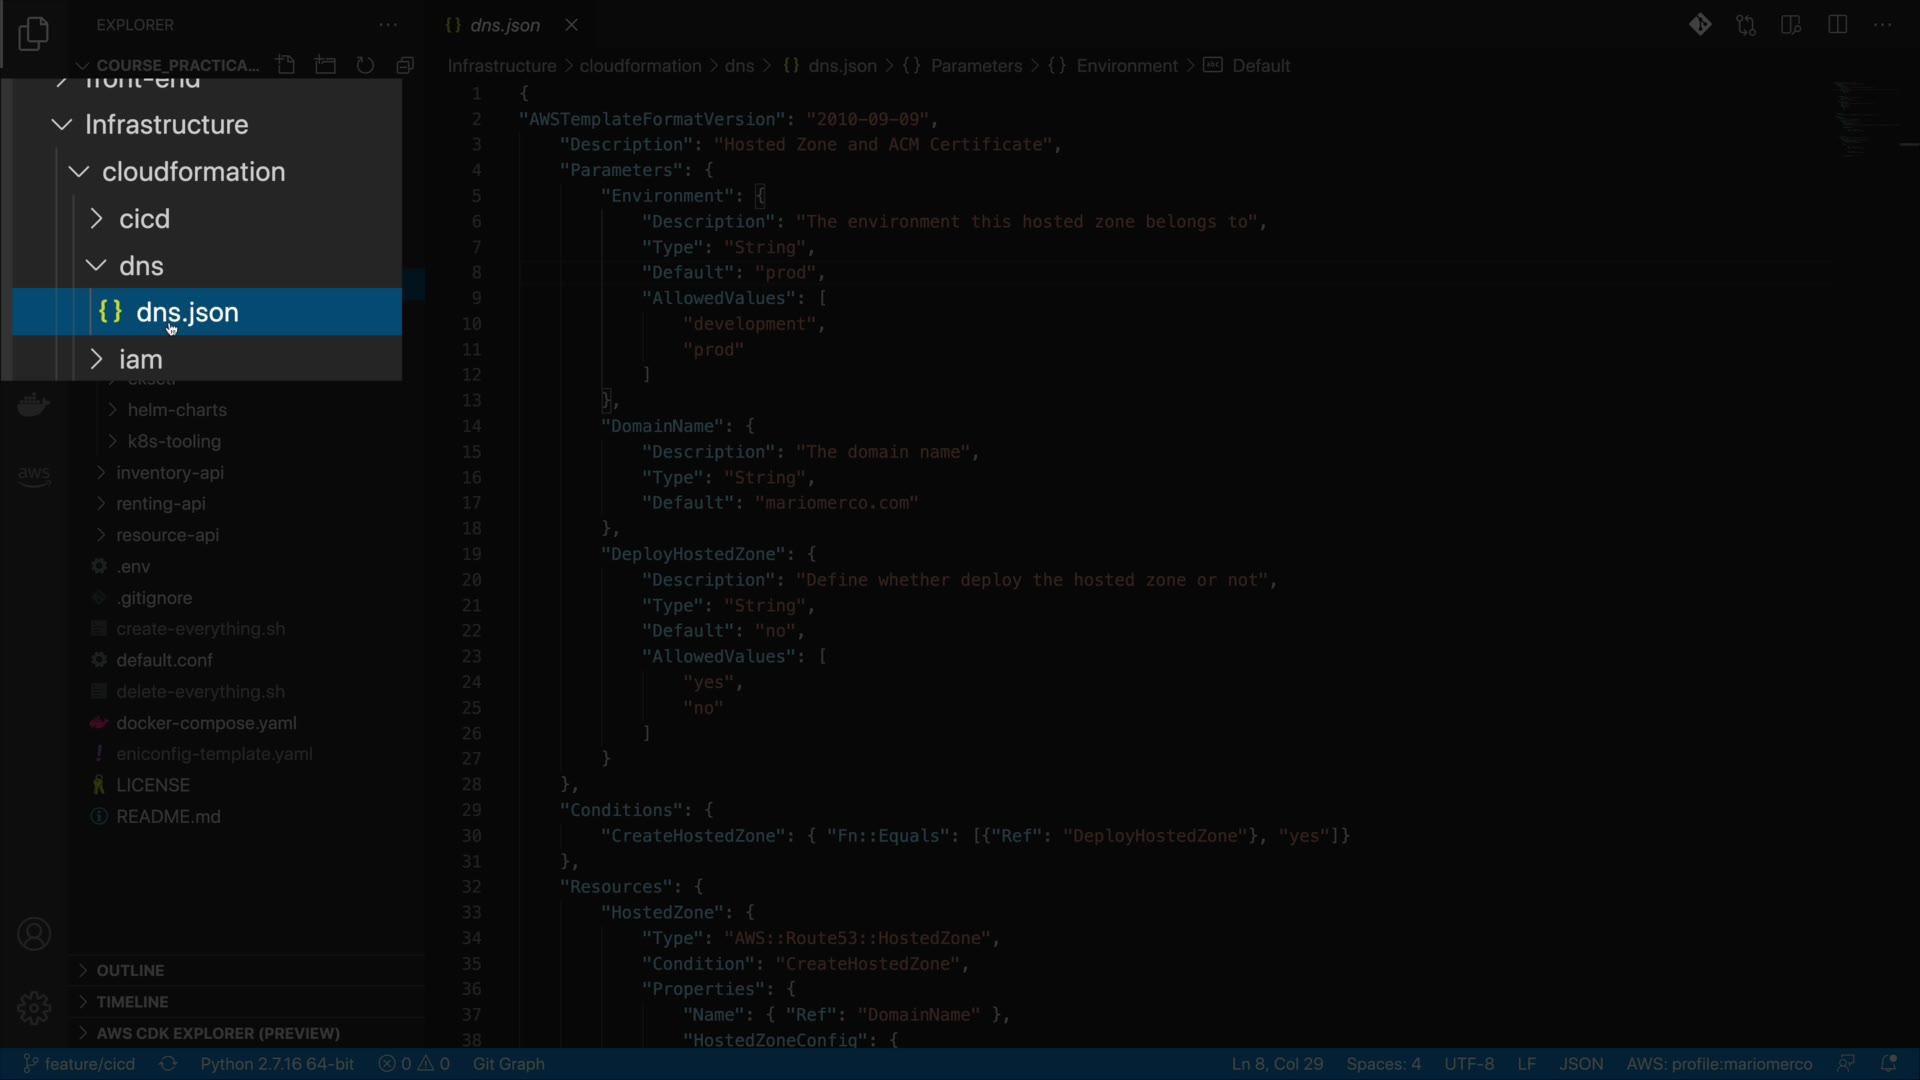 EXPLORER
COURSE_PRACTICA...
front-end
Infrastructure
cloudformation
cicd
dns
dns.json
iam
helm-charts
k8s-tooling
inventory-api
renting-api
resource-api
.env
.gitignore
create-everything.sh
default.conf
delete-everything.sh
docker-compose.yaml
eniconfig-template.yaml
LICENSE
README.md
aws
OUTLINE
TIMELINE
AWS CDK EXPLORER (PREVIEW)
{} dns.json
Infrastructure > cloudformation > dns > {} dns.json > {} Parameters > {} Environment > abc Default
1 {
2 "AWSTemplateFormatVersion": "2010-09-09",
3 "Description": "Hosted Zone and ACM Certificate",
4 "Parameters": {
5 "Environment": {
6 "Description": "The environment this hosted zone belongs to",
7 "Type": "String",
8 "Default": "prod",
9 "AllowedValues": [
10 "development",
11 "prod"
12 ]
13 },
14 "DomainName": {
15 "Description": "The domain name",
16 "Type": "String",
17 "Default": "mariomerco.com"
18 },
19 "DeployHostedZone": {
20 "Description": "Define whether deploy the hosted zone or not",
21 "Type": "String",
22 "Default": "no",
23 "AllowedValues": [
24 "yes",
25 "no"
26 ]
27 }
28 },
29 "Conditions": {
30 "CreateHostedZone": { "Fn::Equals": [{"Ref": "DeployHostedZone"}, "yes"]}
31 },
32 "Resources": {
33 "HostedZone": {
34 "Type": "AWS::Route53::HostedZone",
35 "Condition": "CreateHostedZone",
36 "Properties": {
37 "Name": { "Ref": "DomainName" },
38 "HostedZoneConfig": {
feature/cicd Python 2.7.16 64-bit 0 0 Git Graph Ln 8, Col 29 Spaces: 4 UTF-8 LF JSON AWS: profile:mariomerco